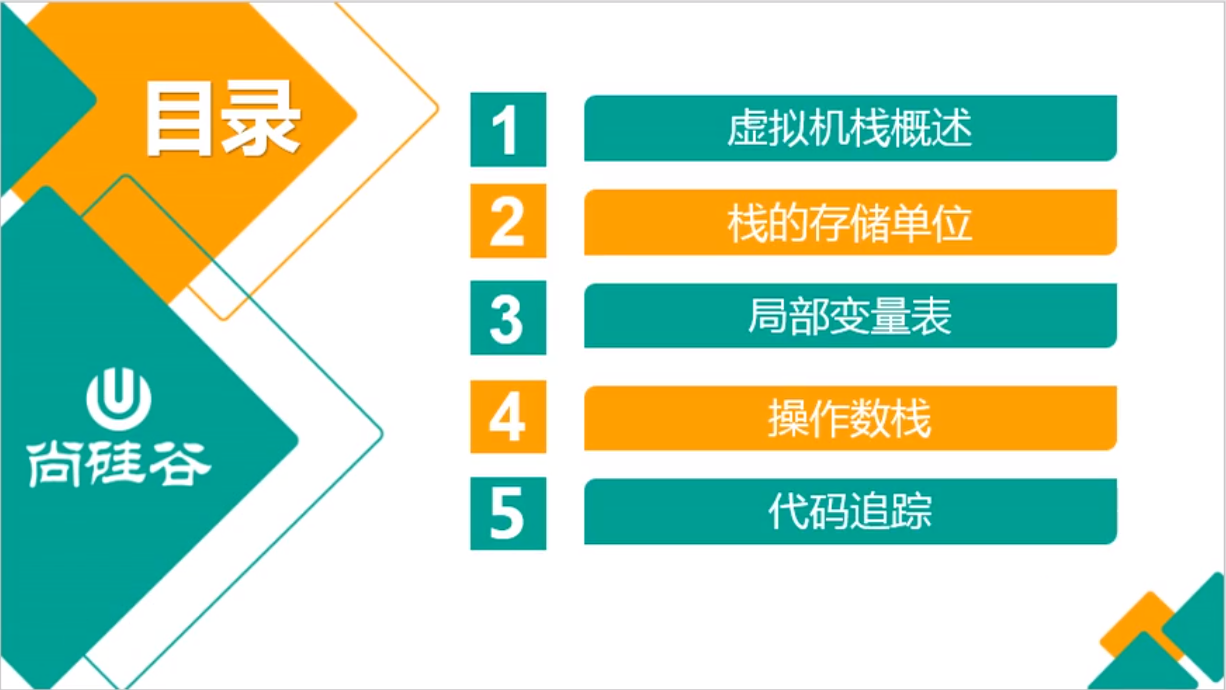 目录
1 虚拟机栈概述
2 栈的存储单位
3 局部变量表
4 操作数栈
5 代码追踪
尚硅谷